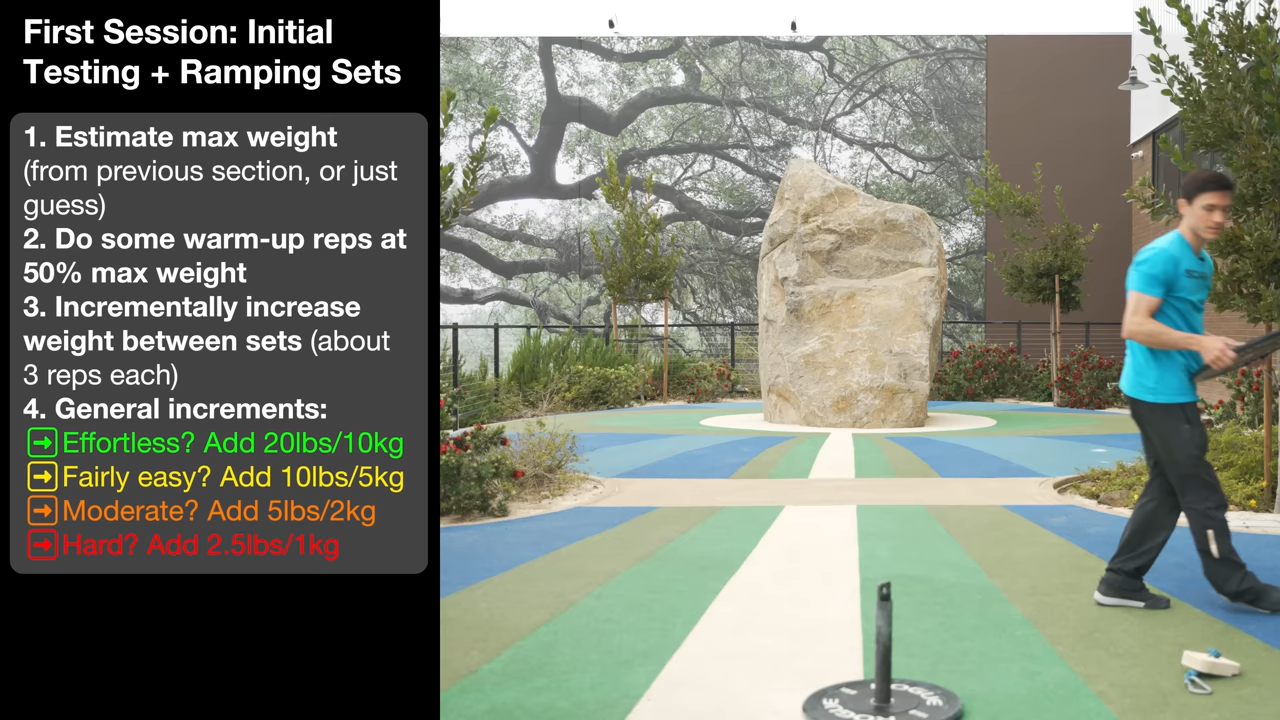 First Session: Initial
Testing + Ramping Sets
1. Estimate max weight
(from previous section, or just
guess)
2. Do some warm-up reps at
50% max weight
3. Incrementally increase
weight between sets (about
3 reps each)
4. General increments:
Effortless? Add 20lbs/10kg
Fairly easy? Add 10lbs/5kg
Moderate? Add 5lbs/2kg
Hard? Add 2.5lbs/1kg
ROGUE
ROGUE